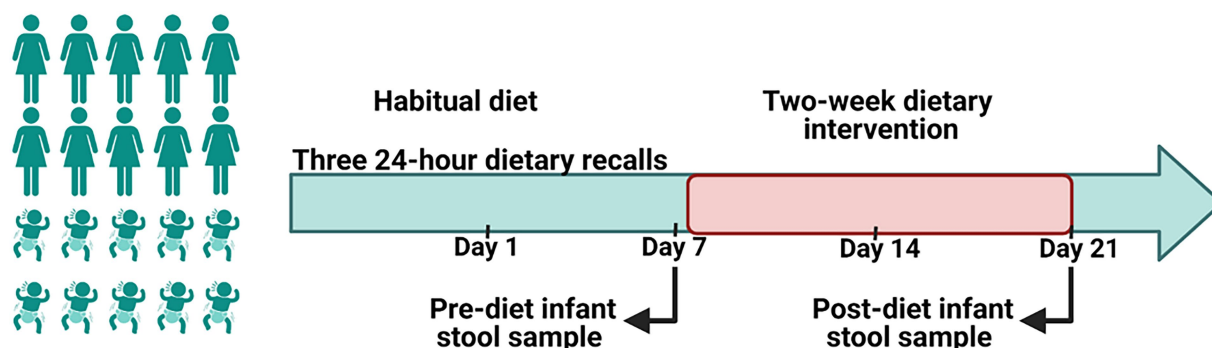 Habitual diet
Two-week dietary
intervention
Three 24-hour dietary recalls
Day 1
Day 7
Day 14
Day 21
Pre-diet infant
stool sample
Post-diet infant
stool sample